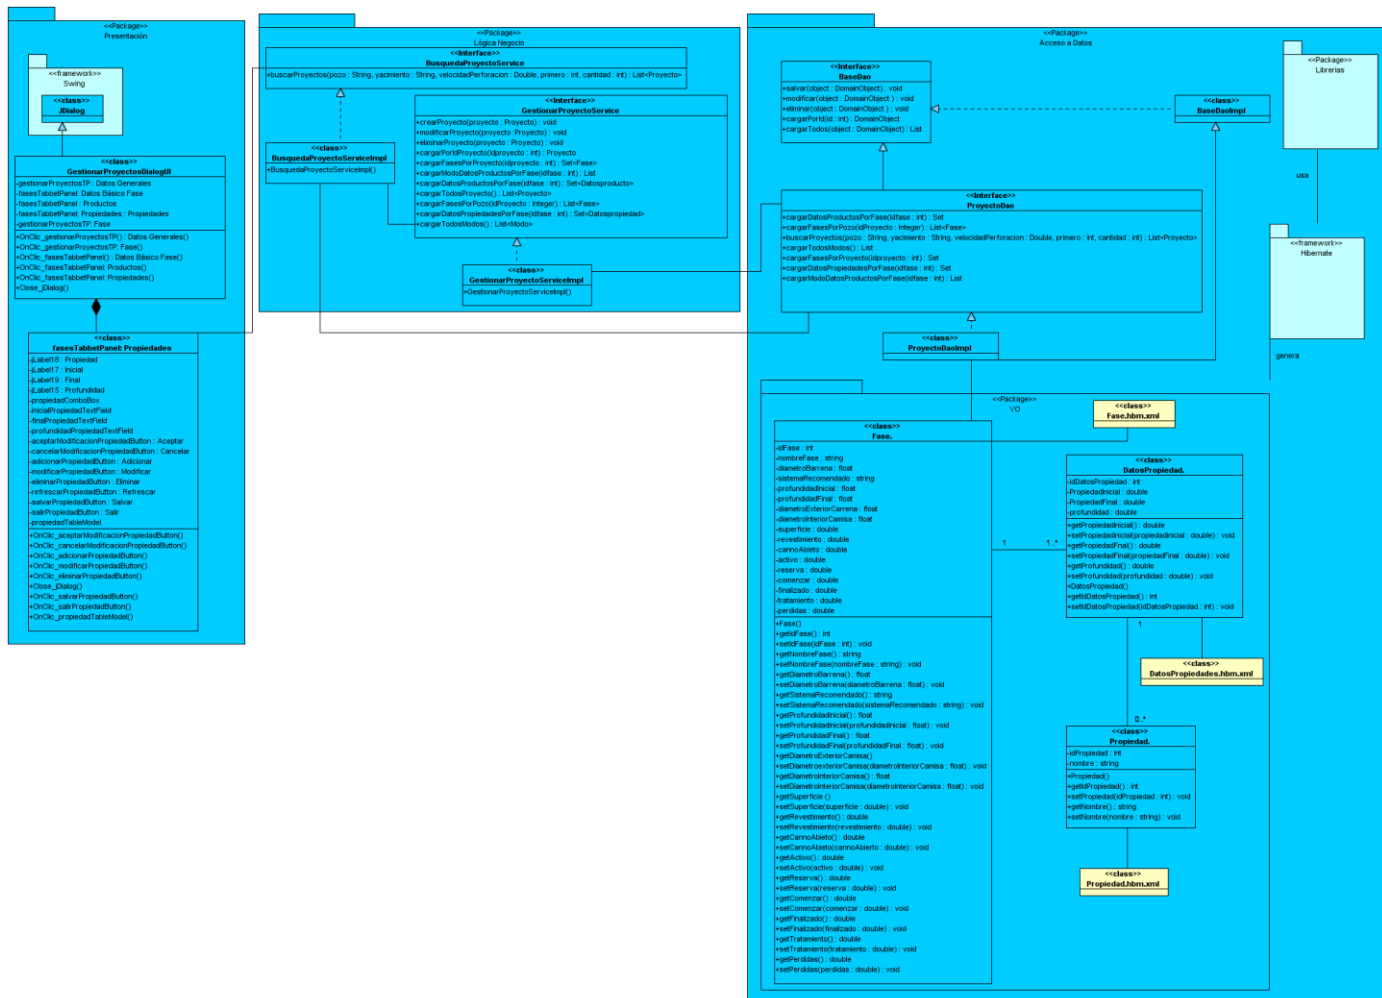 <<Package>>
Presentación
<<framework>>
Swing
<<class>>
JDialog
<<class>>
GestionarProyectosDialogUI
-gestionarProyectosTP : Datos Generales
-fasesTabbetPanel: Datos Básico Fase
-fasesTabbetPanel : Productos
-fasesTabbetPanel: Propiedades : Propiedades
-gestionarProyectosTP: Fase
+OnClic_gestionarProyectosTP() : Datos Generales()
+OnClic_gestionarProyectosTP: Fase()
+OnClic_fasesTabbetPanel() : Datos Básico Fase()
+OnClic_fasesTabbetPanel: Productos()
+OnClic_fasesTabbetPanel: Propiedades()
+Close_jDialog()
<<class>>
fasesTabbetPanel: Propiedades
-jLabel18 : Propiedad
-jLabel17 : Inicial
-jLabel19 : Final
-jLabel15 : Profundidad
-propiedadComboBox
-inicialPropiedadTextField
-finalPropiedadTextField
-profundidadPropiedadTextField
-aceptarModificacionPropiedadButton : Aceptar
-cancelarModificacionPropiedadButton : Cancelar
-adicionarPropiedadButton : Adicionar
-modificarPropiedadButton : Modificar
-eliminarPropiedadButton : Eliminar
-refrescarPropiedadButton : Refrescar
-salvarPropiedadButton : Salvar
-salirPropiedadButton : Salir
-propiedadTableModel
+OnClic_aceptarModificacionPropiedadButton()
+OnClic_cancelarModificacionPropiedadButton()
+OnClic_adicionarPropiedadButton()
+OnClic_modificarPropiedadButton()
+OnClic_eliminarPropiedadButton()
+Close_jDialog()
+OnClic_salvarPropiedadButton()
+OnClic_salirPropiedadButton()
+OnClic_propiedadTableModel()
<<Package>>
Lógica Negocio
<<Interface>>
BusquedaProyectoService
+buscarProyectos(pozo : String, yacimiento : String, velocidadPerforacion : Double, primero : int, cantidad : int) : List<Proyecto>
<<Interface>>
GestionarProyectoService
+crearProyecto(proyecto : Proyecto) : void
+modificarProyecto(proyecto :Proyecto) : void
+eliminarProyecto(proyecto : Proyecto) : void
+cargarPorIdProyecto(idproyecto : int) : Proyecto
+cargarFasesPorProyecto(idproyecto : int) : Set<Fase>
+cargarModoDatosProductosPorFase(idfase : int) : List
+cargarDatosProductosPorFase(idfase : int) : Set<Datosproducto>
+cargarTodosProyecto() : List<Proyecto>
+cargarFasesPorPozo(idProyecto : Integer) : List<Fase>
+cargarDatosPropiedadesPorFase(idfase : int) : Set<Datospropiedad>
+cargarTodosModos() : List<Modo>
<<class>>
BusquedaProyectoServiceImpl
+BusquedaProyectoServiceImpl()
<<class>>
GestionarProyectoServiceImpl
+GestionarProyectoServiceImpl()
<<Package>>
Acceso a Datos
<<Interface>>
BaseDao
+salvar(object : DomainObject) : void
+modificar(object : DomainObject ) : void
+eliminar(object : DomainObject ) : void
+cargarPorId(id : int) : DomainObject
+cargarTodos(object : DomainObject) : List
<<class>>
BaseDaoImpl
<<Package>>
Librerias
usa
<<framework>>
Hibernate
genera
<<Interface>>
ProyectoDao
+cargarDatosProductosPorFase(idfase : int) : Set
+cargarFasesPorPozo(idProyecto : Integer) : List<Fase>
+buscarProyectos(pozo : String, yacimiento : String, velocidadPerforacion : Double, primero : int, cantidad : int) : List<Proyecto>
+cargarTodosModos() : List
+cargarFasesPorProyecto(idproyecto : int) : Set
+cargarDatosPropiedadesPorFase(idfase : int) : Set
+cargarModoDatosProductosPorFase(idfase : int) : List
<<class>>
ProyectoDaoImpl
<<Package>>
VO
<<class>>
Fase.hbm.xml
<<class>>
Fase.
-idFase : int
-nombreFase : string
-diametroBarrena : float
-sistemaRecomendado : string
-profundidadInicial : float
-profundidadFinal : float
-diametroExteriorCarrena : float
-diametroInteriorCamisa : float
-superficie : double
-revestimiento : double
-cannoAbieto : double
-activo : double
-reserva : double
-comenzar : double
-finalizado : double
-tratamiento : double
-perdidas : double
+Fase()
+getIdFase() : int
+setIdFase(idFase : int) : void
+getNombreFase() : string
+setNombreFase(nombreFase : string) : void
+getDiametroBarrena() : float
+setDiametroBarrena(diametroBarrena : float) : void
+getSistemaRecomendado() : string
+setSistemaRecomendado(sistemaRecomendado : string) : void
+getProfundidadInicial() : float
+setProfundidadInicial(profundidadInicial : float) : void
+getProfundidadFinal() : float
+setProfundidadFinal(profundidadFinal : float) : void
+getDiametroExteriorCamisa()
+setDiametroexteriorCamisa(diametroInteriorCamisa : float) : void
+getDiametroInteriorCamisa() : float
+setDiametroInteriorCamisa(diametroInteriorCamisa : float) : void
+getSuperficie ()
+setSuperficie(superficie : double) : void
+getRevestimiento() : double
+setRevestimiento(revestimiento : double) : void
+getCannoAbieto() : double
+setCannoAbieto(cannoAbierto : double) : void
+getActivo() : double
+setActivo(activo : double) : void
+getReserva() : double
+setReserva(reserva : double) : void
+getComenzar() : double
+setComenzar(comenzar : double) : void
+getFinalizado() : double
+setFinalizado(finalizado : double) : void
+getTratamiento() : double
+setTratamiento(tratamiento : double) : void
+getPerdidas() : double
+setPerdidas(perdidas : double) : void
1
1..*
<<class>>
DatosPropiedad.
-idDatosPropiedad : int
-PropiedadInicial : double
-PropiedadFinal : double
-profundidad : double
+getPropiedadInicial() : double
+setPropiedadInicial(propiedadInicial : double) : void
+getPropiedadFnal() : double
+setPropiedadFinal(propiedadFinal : double) : void
+getProfundidad() : double
+setProfundidad(profundidad : double) : void
+DatosPropiedad()
+getIdDatosPropiedad() : int
+setIdDatosPropiedad(idDatosPropiedad : int) : void
1
<<class>>
DatosPropiedades.hbm.xml
0..*
<<class>>
Propiedad.
-idPropiedad : int
-nombre : string
+Propiedad()
+getIdPropiedad() : int
+setPropiedad(idPropiedad : int) : void
+getNombre() : string
+setNombre(nombre : string) : void
<<class>>
Propiedad.hbm.xml